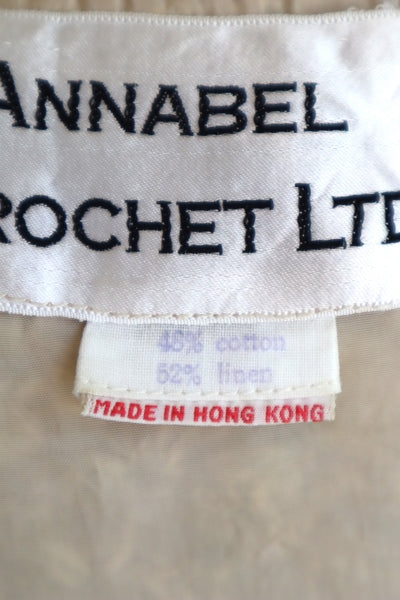 ANNABEL
ROCHET LTD
48% cotton
52% linen
MADE IN HONG KONG